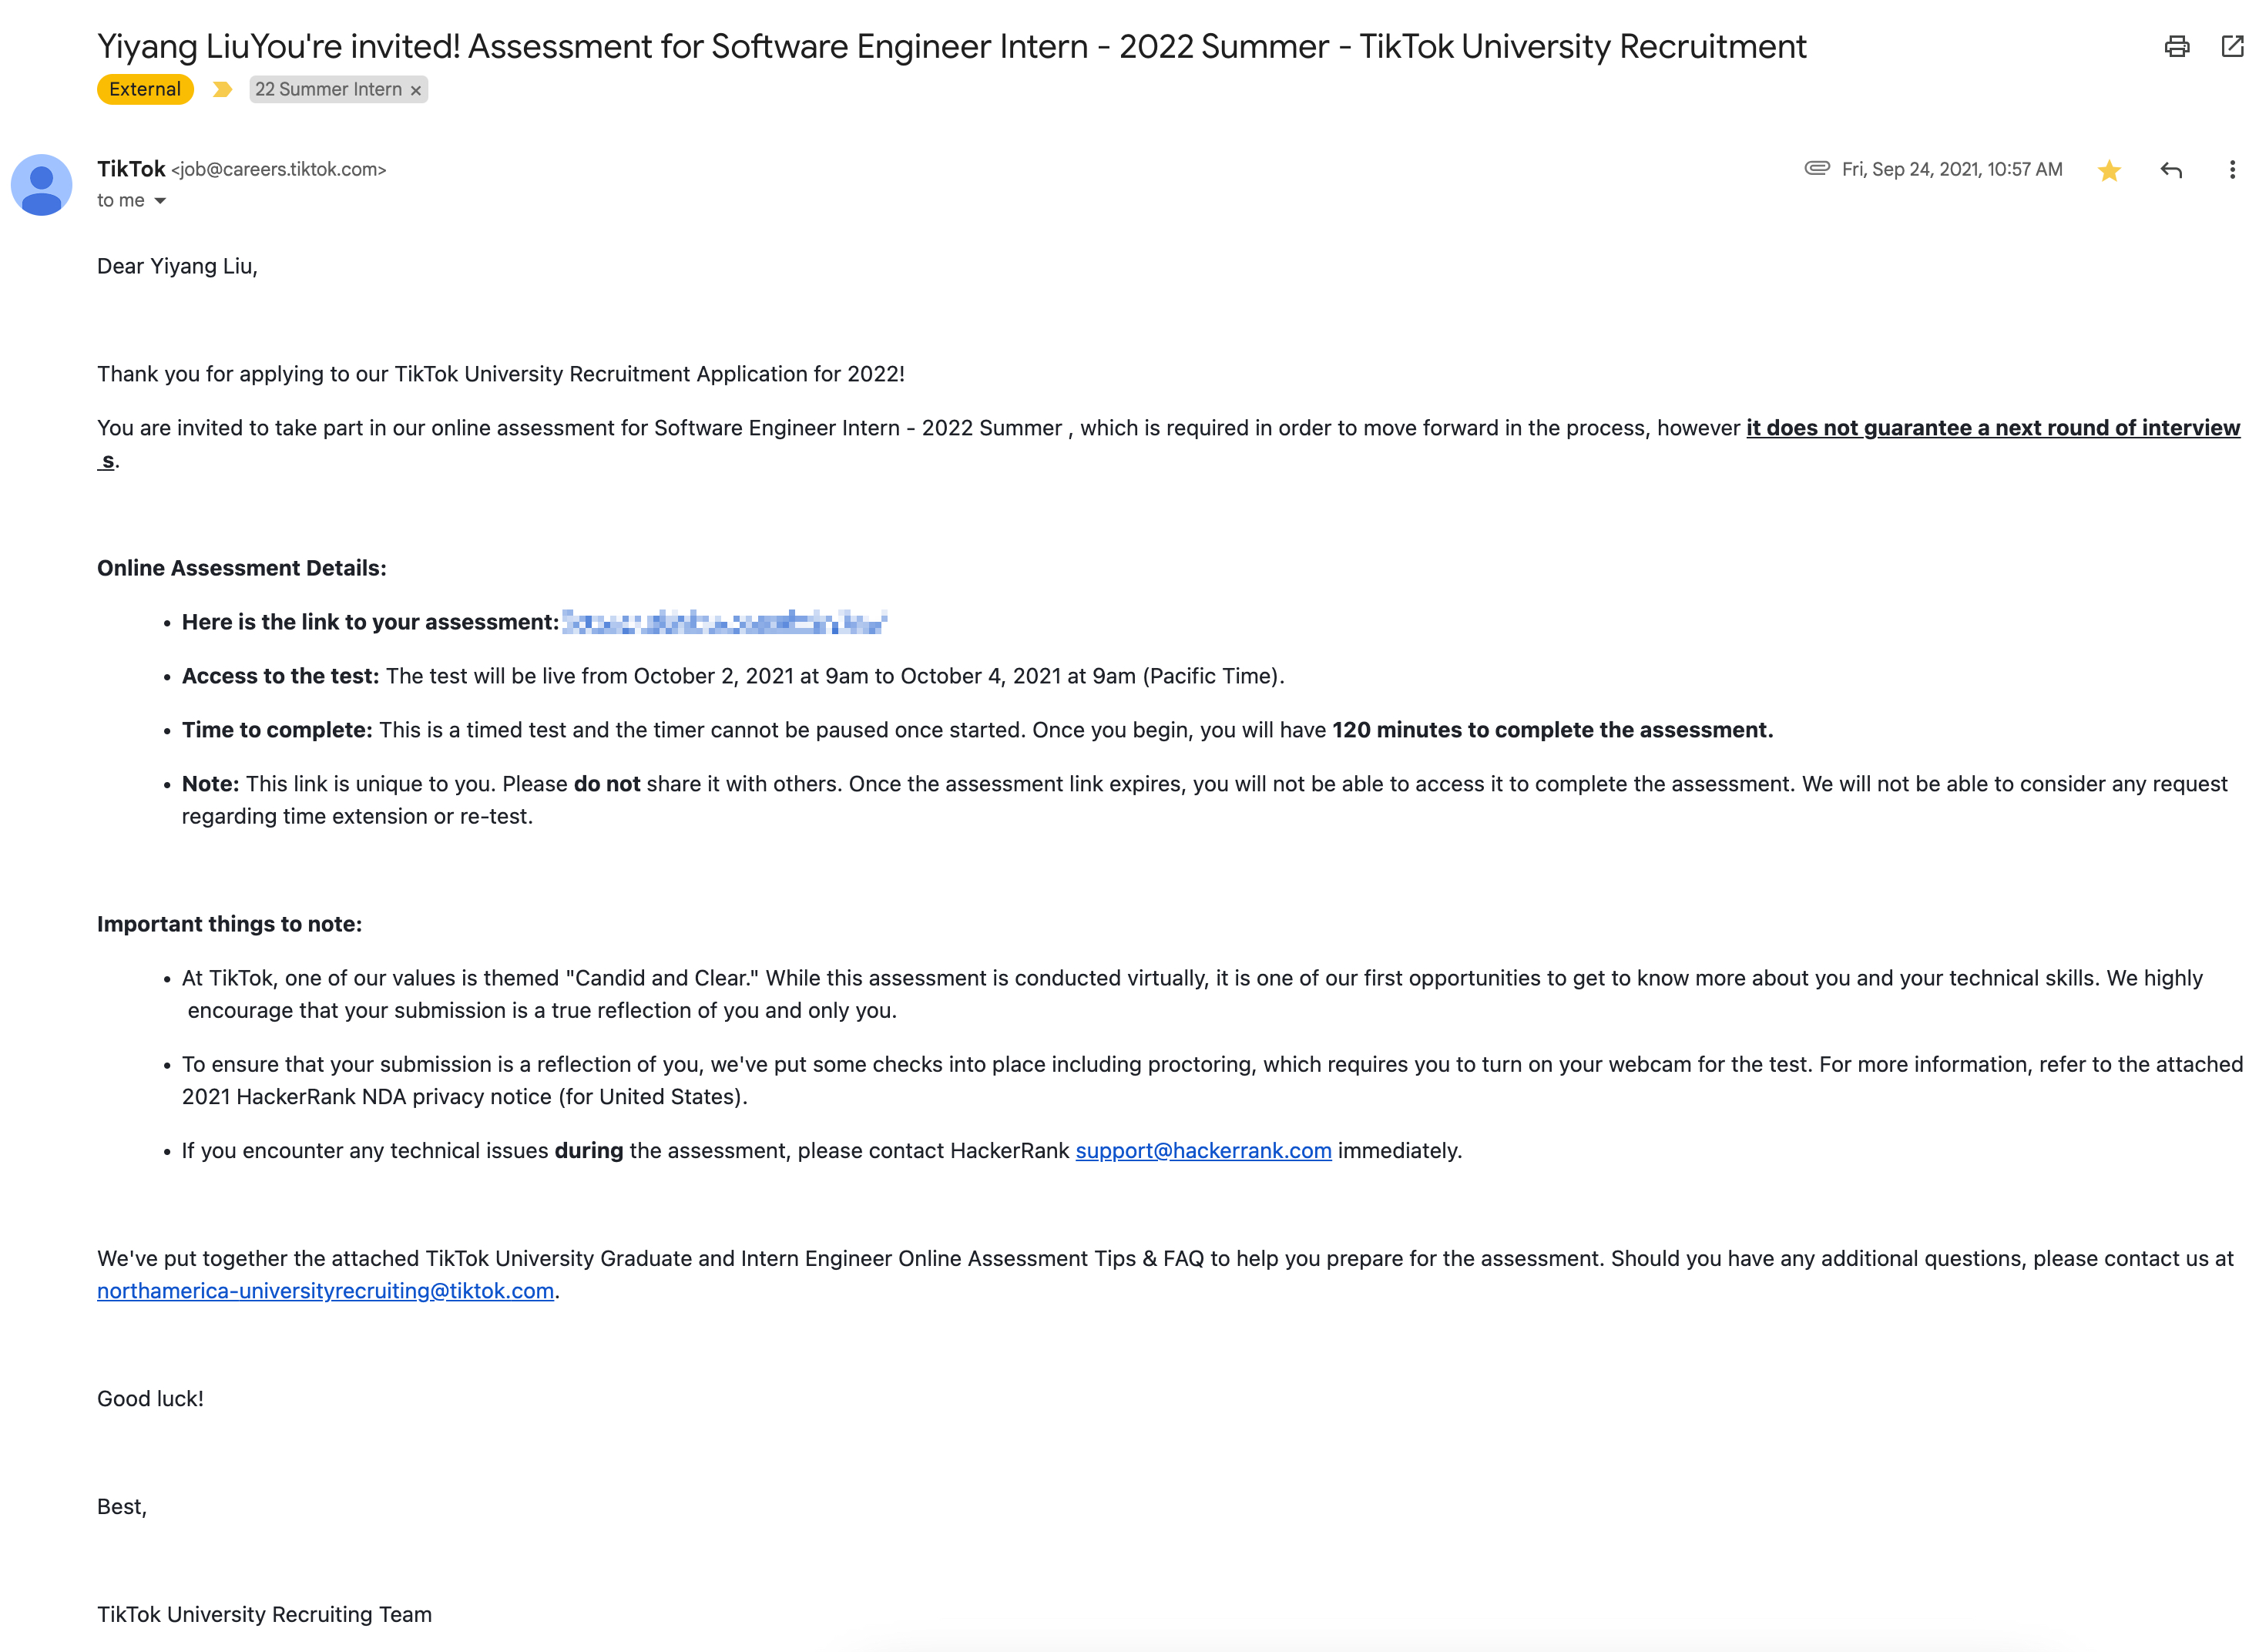 Yiyang LiuYou're invited! Assessment for Software Engineer Intern - 2022 Summer - TikTok University Recruitment
External 22 Summer Intern ×
TikTok <job@careers.tiktok.com> Fri, Sep 24, 2021, 10:57 AM
to me
Dear Yiyang Liu,
Thank you for applying to our TikTok University Recruitment Application for 2022!
You are invited to take part in our online assessment for Software Engineer Intern - 2022 Summer , which is required in order to move forward in the process, however it does not guarantee a next round of interview
s.
Online Assessment Details:
• Here is the link to your assessment:
• Access to the test: The test will be live from October 2, 2021 at 9am to October 4, 2021 at 9am (Pacific Time).
• Time to complete: This is a timed test and the timer cannot be paused once started. Once you begin, you will have 120 minutes to complete the assessment.
• Note: This link is unique to you. Please do not share it with others. Once the assessment link expires, you will not be able to access it to complete the assessment. We will not be able to consider any request
regarding time extension or re-test.
Important things to note:
• At TikTok, one of our values is themed "Candid and Clear." While this assessment is conducted virtually, it is one of our first opportunities to get to know more about you and your technical skills. We highly
encourage that your submission is a true reflection of you and only you.
• To ensure that your submission is a reflection of you, we've put some checks into place including proctoring, which requires you to turn on your webcam for the test. For more information, refer to the attached
2021 HackerRank NDA privacy notice (for United States).
• If you encounter any technical issues during the assessment, please contact HackerRank support@hackerrank.com immediately.
We've put together the attached TikTok University Graduate and Intern Engineer Online Assessment Tips & FAQ to help you prepare for the assessment. Should you have any additional questions, please contact us at
northamerica-universityrecruiting@tiktok.com.
Good luck!
Best,
TikTok University Recruiting Team